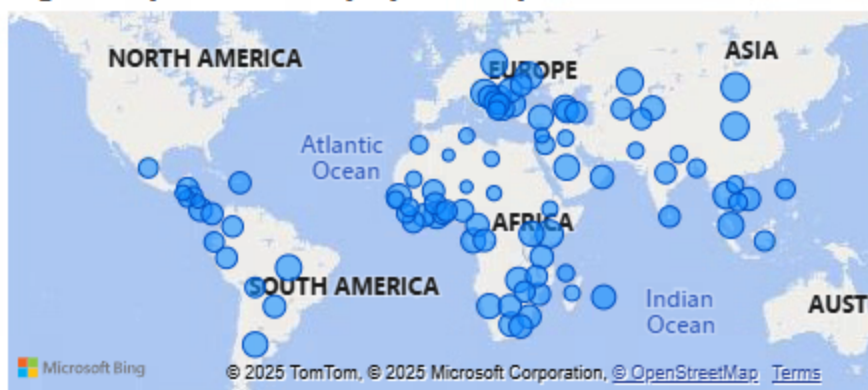 NORTH AMERICA
EUROPE
ASIA
Atlantic
Ocean
AFRICA
SOUTH AMERICA
Indian
Ocean
AUST
Microsoft Bing
© 2025 TomTom, © 2025 Microsoft Corporation, © OpenStreetMap Terms